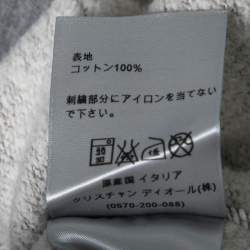 表地
コットン100%
刺繍部分にアイロンを当てない
で下さい。
原産国 イタリア
クリスチャン ディオール(株)
(0570-200-088)